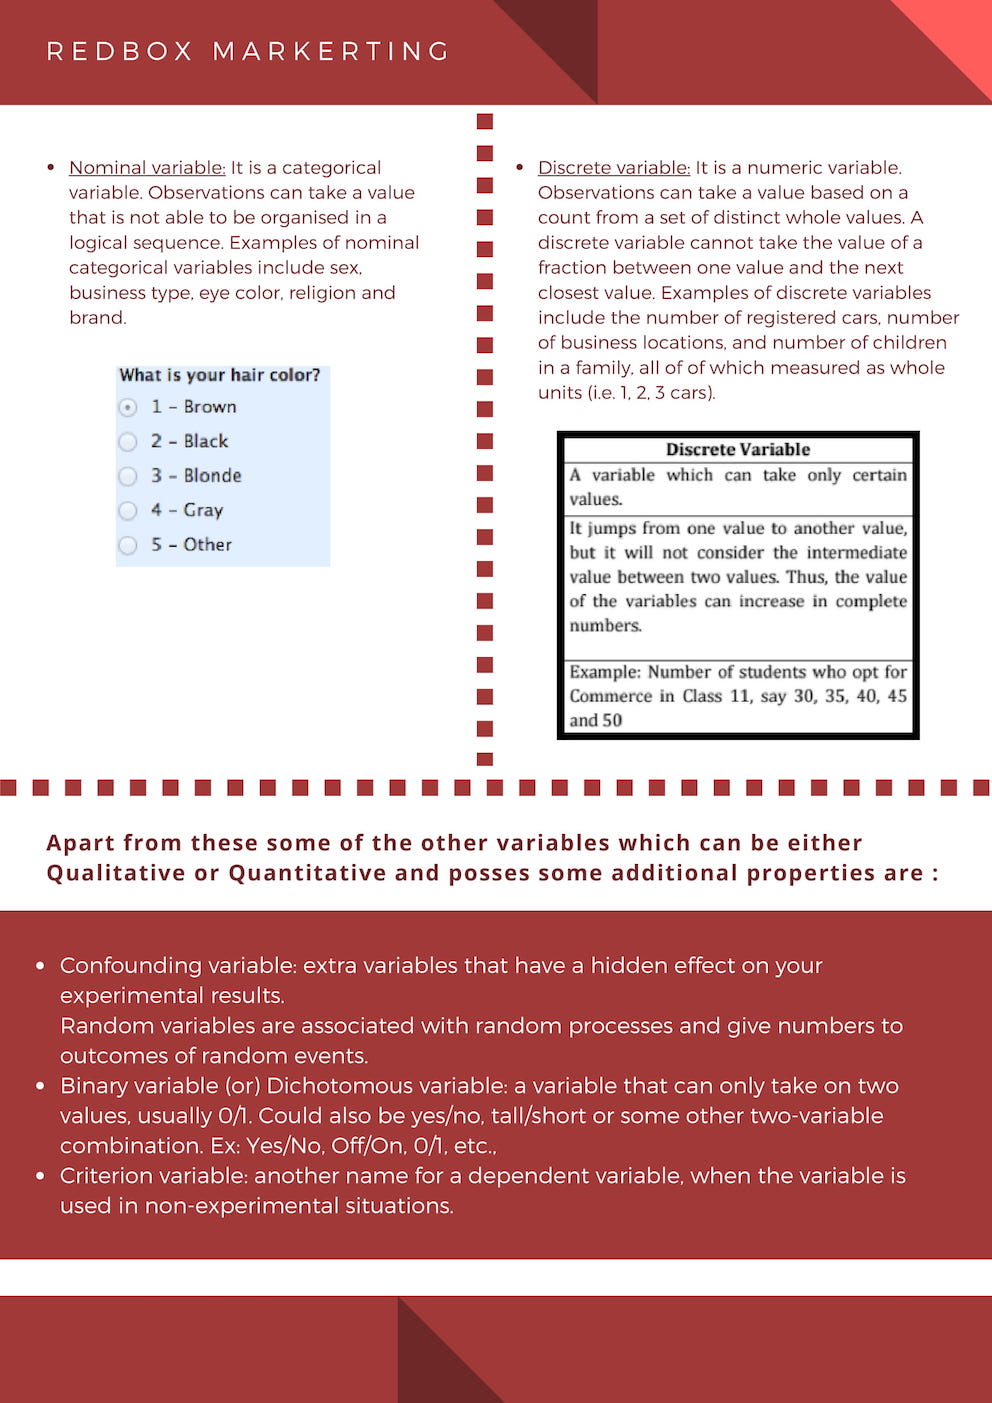 REDBOX MARKERTING
• Nominal variable: It is a categorical
variable. Observations can take a value
that is not able to be organised in a
logical sequence. Examples of nominal
categorical variables include sex,
business type, eye color, religion and
brand.
What is your hair color?
1 - Brown
2 - Black
3 - Blonde
4 - Gray
5 - Other
• Discrete variable: It is a numeric variable.
Observations can take a value based on a
count from a set of distinct whole values. A
discrete variable cannot take the value of a
fraction between one value and the next
closest value. Examples of discrete variables
include the number of registered cars, number
of business locations, and number of children
in a family, all of of which measured as whole
units (i.e. 1, 2, 3 cars).
Discrete Variable
A variable which can take only certain
values.
It jumps from one value to another value,
but it will not consider the intermediate
value between two values. Thus, the value
of the variables can increase in complete
numbers.
Example: Number of students who opt for
Commerce in Class 11, say 30, 35, 40, 45
and 50
Apart from these some of the other variables which can be either
Qualitative or Quantitative and posses some additional properties are :
• Confounding variable: extra variables that have a hidden effect on your
experimental results.
Random variables are associated with random processes and give numbers to
outcomes of random events.
• Binary variable (or) Dichotomous variable: a variable that can only take on two
values, usually 0/1. Could also be yes/no, tall/short or some other two-variable
combination. Ex: Yes/No, Off/On, 0/1, etc.,
• Criterion variable: another name for a dependent variable, when the variable is
used in non-experimental situations.